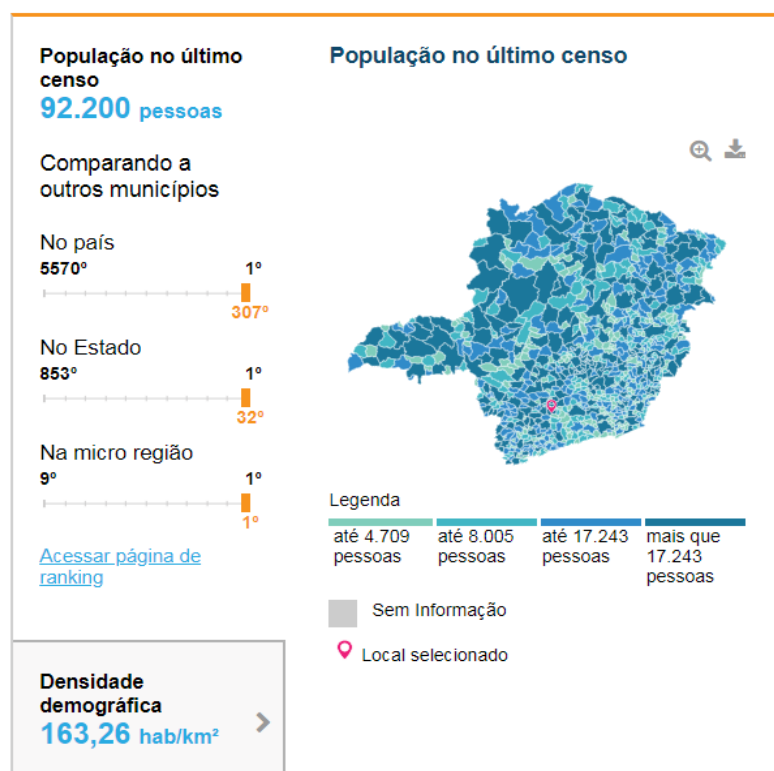 População no último
censo
92.200 pessoas
Comparando a
outros municípios
No país
5570º 1º
307º
No Estado
853º 1º
32º
Na micro região
9º 1º
1º
Acessar página de
ranking
Densidade
demográfica
163,26 hab/km²
População no último censo
Legenda
até 4.709
pessoas
até 8.005
pessoas
até 17.243
pessoas
mais que
17.243
pessoas
Sem Informação
Local selecionado